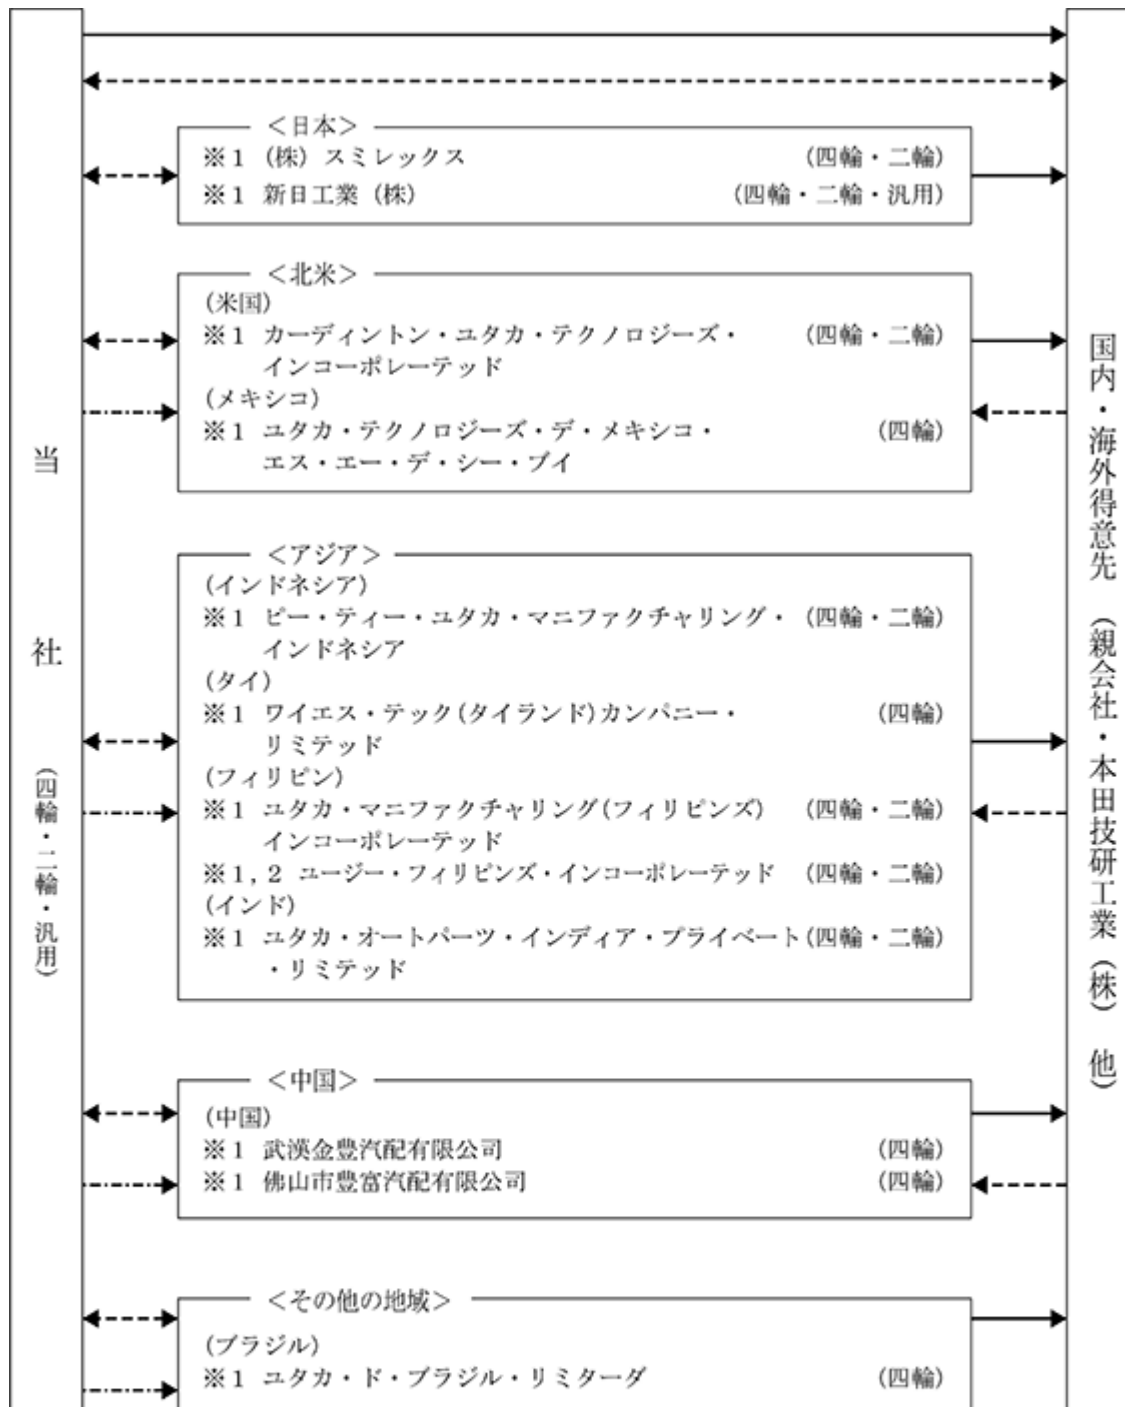 当社
(四輪・二輪・汎用)
＜日本＞
※1 (株) スミレックス (四輪・二輪)
※1 新日工業 (株) (四輪・二輪・汎用)
＜北米＞
(米国)
※1 カーディントン・ユタカ・テクノロジーズ・ (四輪・二輪)
インコーポレーテッド
(メキシコ)
※1 ユタカ・テクノロジーズ・デ・メキシコ・ (四輪)
エス・エー・デ・シー・ブイ
＜アジア＞
(インドネシア)
※1 ピー・ティー・ユタカ・マニファクチャリング・ (四輪・二輪)
インドネシア
(タイ)
※1 ワイエス・テック(タイランド)カンパニー・ (四輪)
リミテッド
(フィリピン)
※1 ユタカ・マニファクチャリング(フィリピンズ) (四輪・二輪)
インコーポレーテッド
※1, 2 ユージー・フィリピンズ・インコーポレーテッド (四輪・二輪)
(インド)
※1 ユタカ・オートパーツ・インディア・プライベート (四輪・二輪)
・リミテッド
＜中国＞
(中国)
※1 武漢金豊汽配有限公司 (四輪)
※1 佛山市豊富汽配有限公司 (四輪)
＜その他の地域＞
(ブラジル)
※1 ユタカ・ド・ブラジル・リミターダ (四輪)
国内・海外得意先 (親会社・本田技研工業 (株) 他)